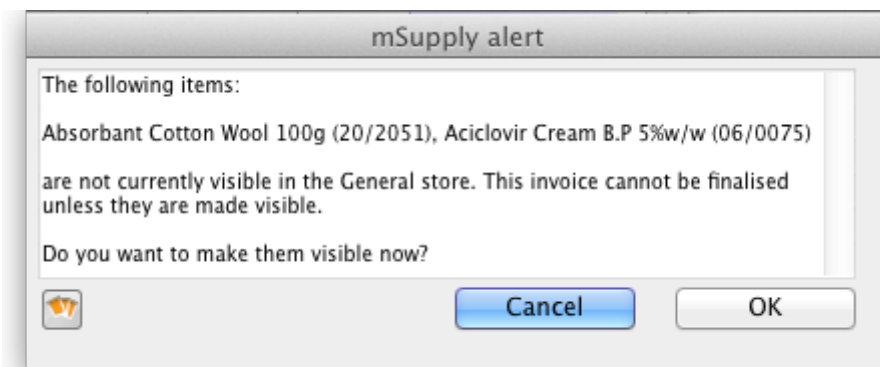 mSupply alert
The following items:
Absorbant Cotton Wool 100g (20/2051), Aciclovir Cream B.P 5%w/w (06/0075)
are not currently visible in the General store. This invoice cannot be finalised
unless they are made visible.
Do you want to make them visible now?
Cancel
OK